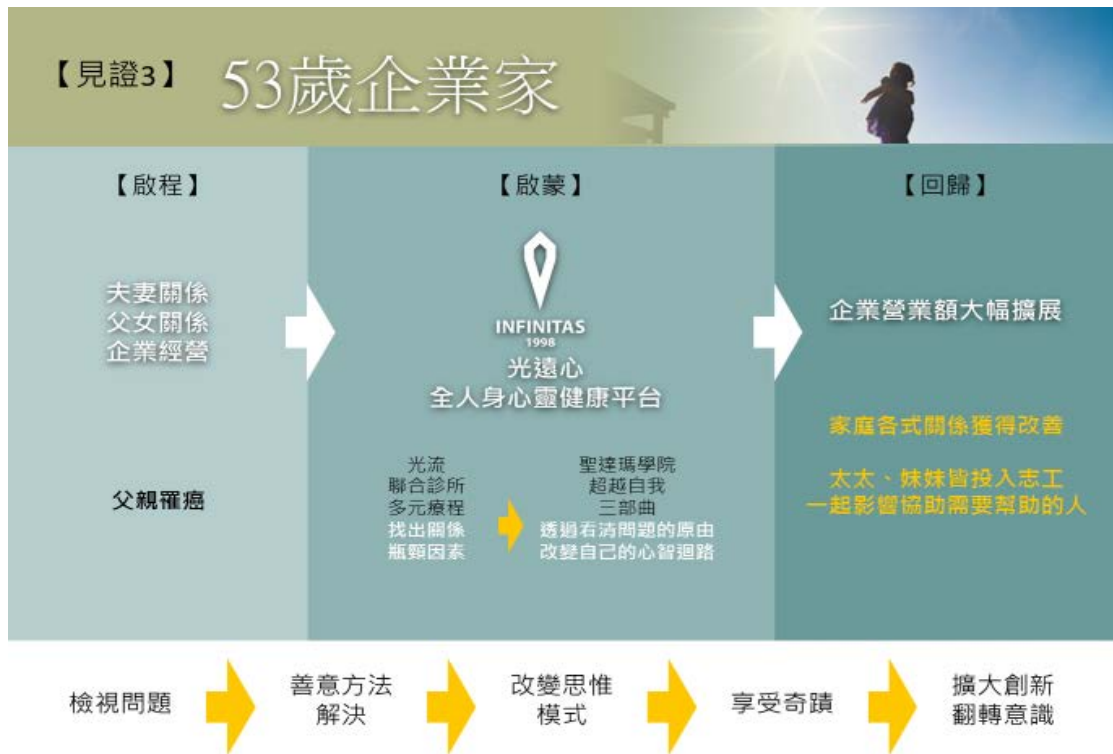 【見證3】 53歲企業家
【啟程】
夫妻關係
父女關係
企業經營
父親罹癌
【啟蒙】
INFINITAS
1998
光遠心
全人身心靈健康平台
光流
聯合診所
多元療程
找出關係
瓶頸因素
聖達瑪學院
超越自我
三部曲
透過看清問題的原由
改變自己的心智迴路
【回歸】
企業營業額大幅擴展
家庭各式關係獲得改善
太太、妹妹皆投入志工
一起影響協助需要幫助的人
檢視問題
善意方法
解決
改變思惟
模式
享受奇蹟
擴大創新
翻轉意識